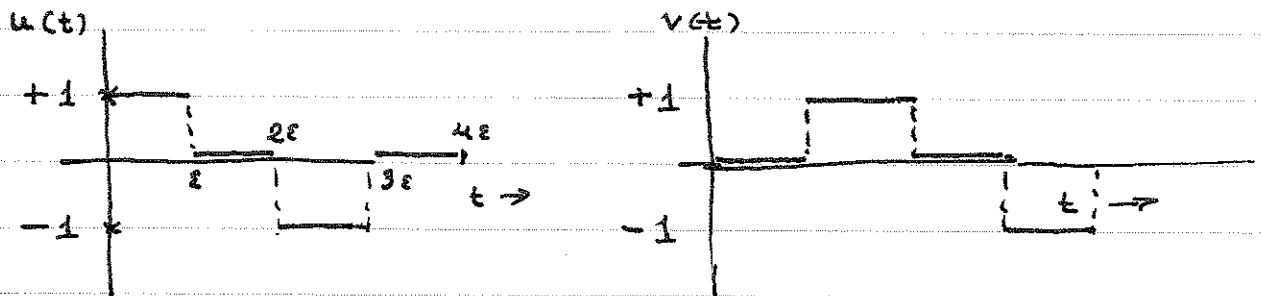 u(t) v(t)
+1 +1
2ε 4ε
ε 3ε t → t →
-1 -1